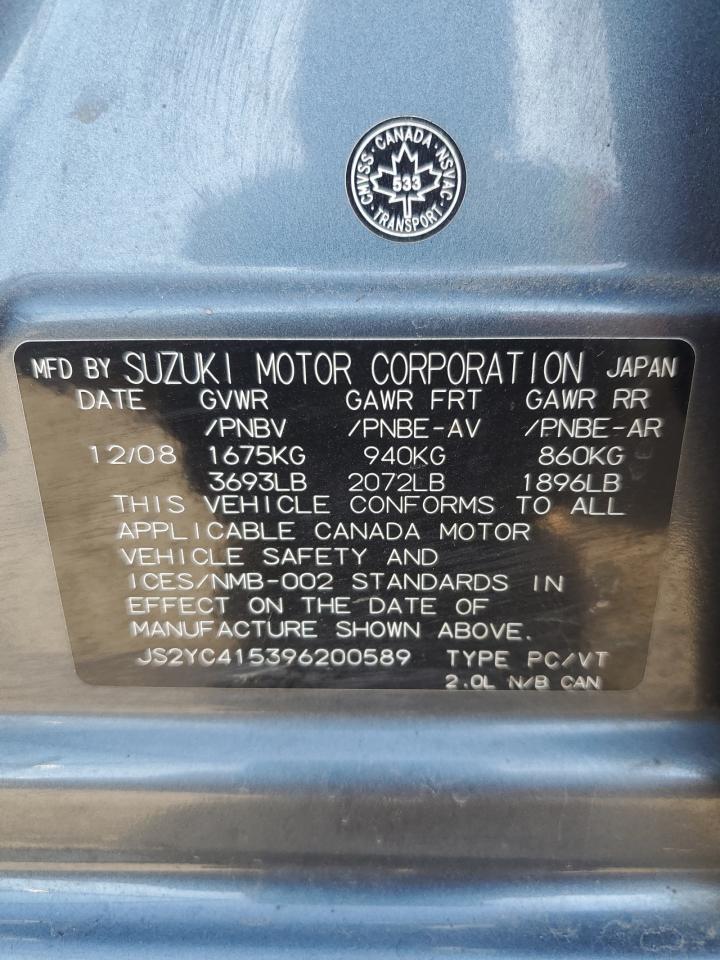 CMVSS · CANADA · NSVAC · TRANSPORT ·
533
MFD BY SUZUKI MOTOR CORPORATION JAPAN
DATE GVWR GAWR FRT GAWR RR
/PNBV /PNBE-AV /PNBE-AR
12/08 1675KG 940KG 860KG
3693LB 2072LB 1896LB
THIS VEHICLE CONFORMS TO ALL
APPLICABLE CANADA MOTOR
VEHICLE SAFETY AND
ICES/NMB-002 STANDARDS IN
EFFECT ON THE DATE OF
MANUFACTURE SHOWN ABOVE.
JS2YC415396200589 TYPE PC/VT
2.0L N/B CAN